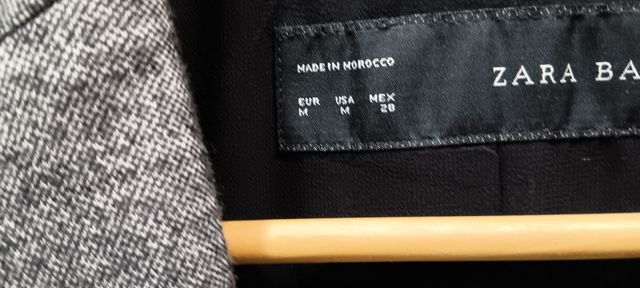 MADE IN MOROCCO
ZARA BA
EUR USA MEX
M M 28